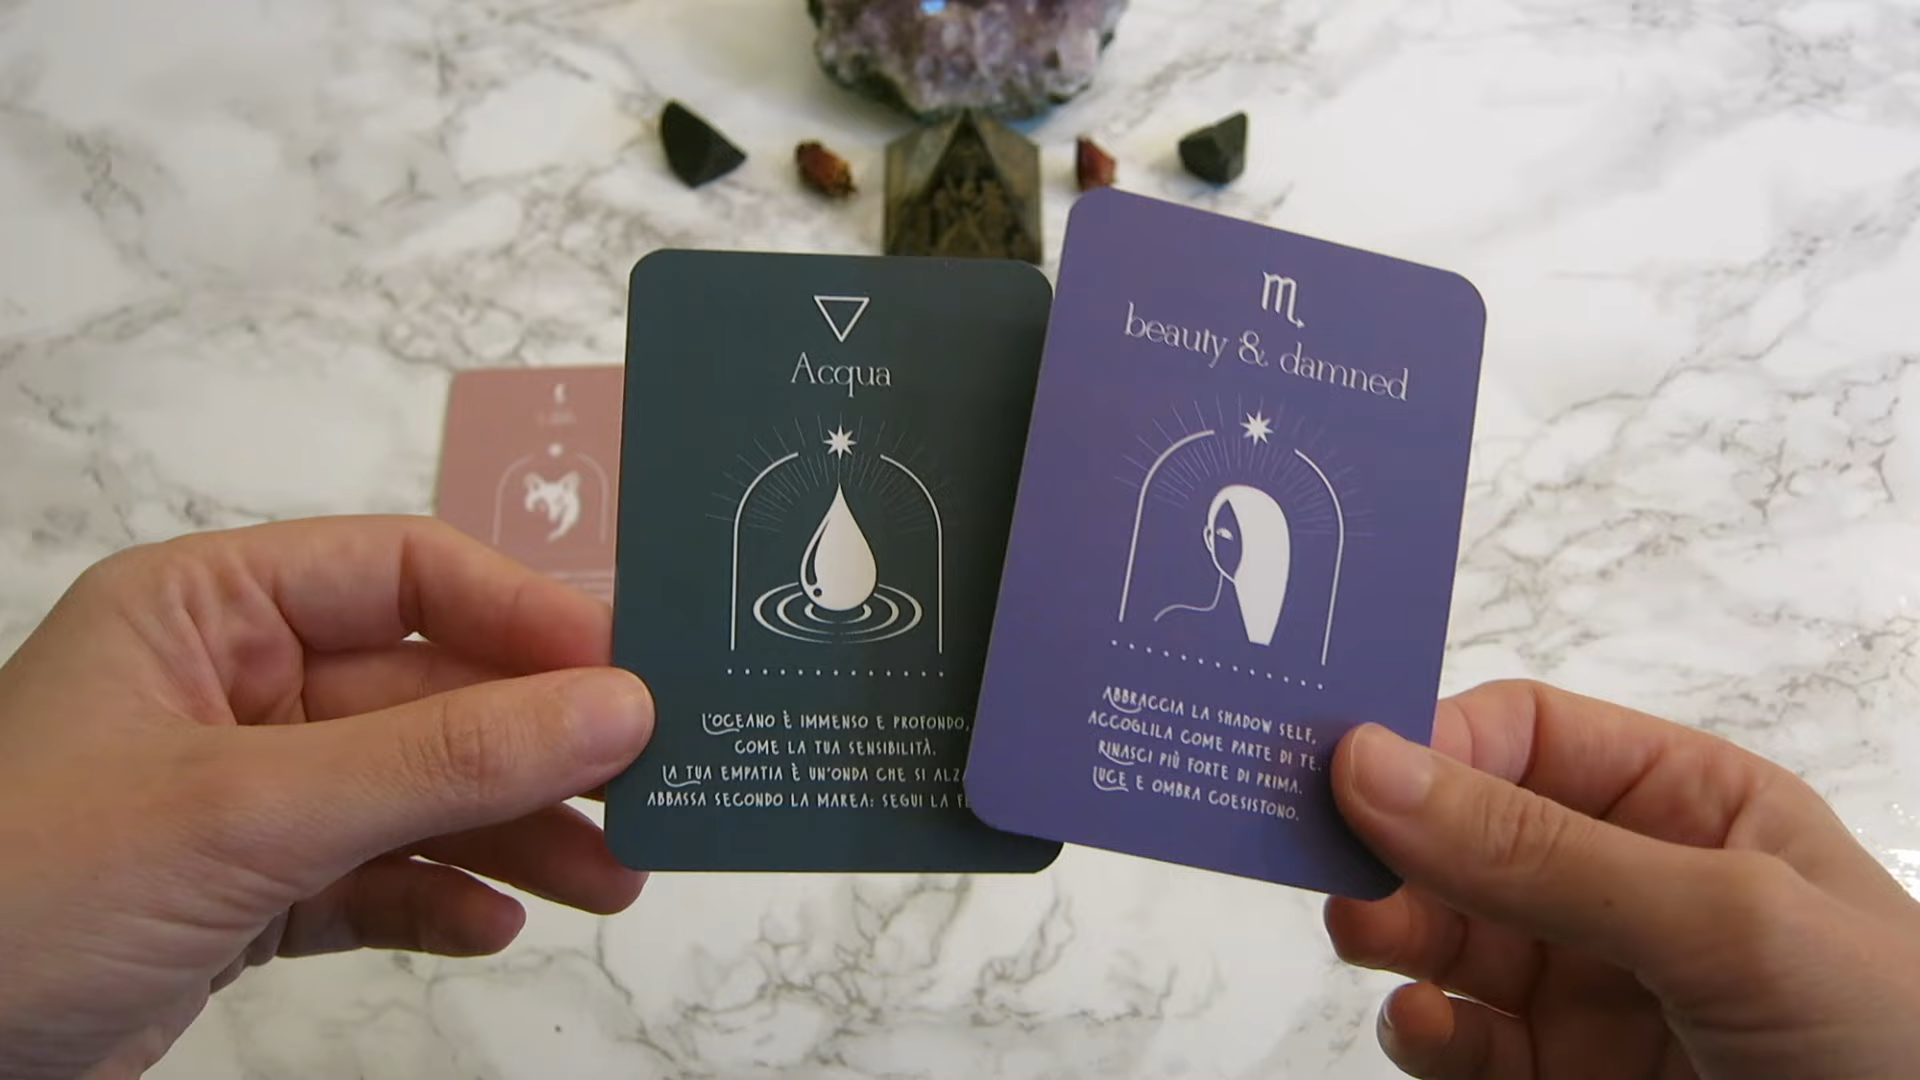 Acqua
L'OCEANO È IMMENSO E PROFONDO,
COME LA TUA SENSIBILITÀ.
LA TUA EMPATIA È UN'ONDA CHE SI
ABBASSA SECONDO LA MAREA: SEGUI LA
beauty & damned
ABBRACCIA LA SHADOW SELF,
ACCOGLILA COME PARTE DI TE.
RINASCI PIÙ FORTE DI PRIMA.
LUCE E OMBRA COESISTONO.